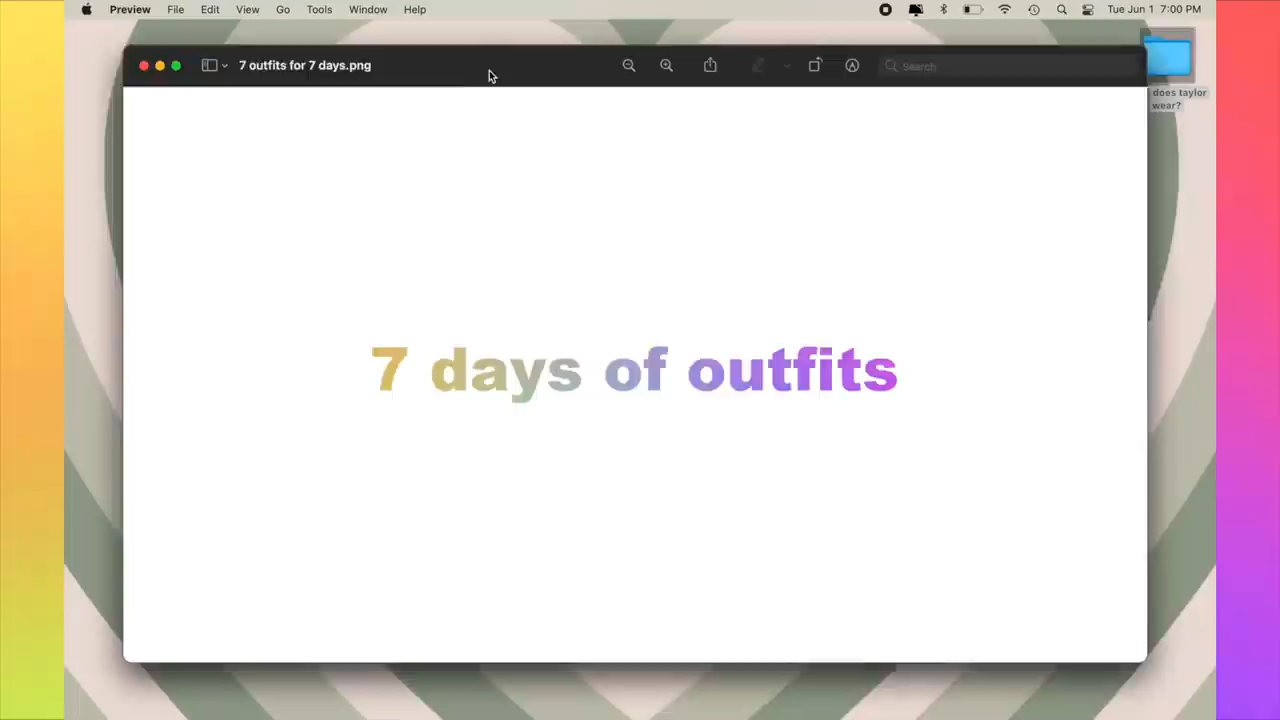 Preview File Edit View Go Tools Window Help
Tue Jun 1 7:00 PM
7 outfits for 7 days.png
Search
does taylor
wear?
7 days of outfits